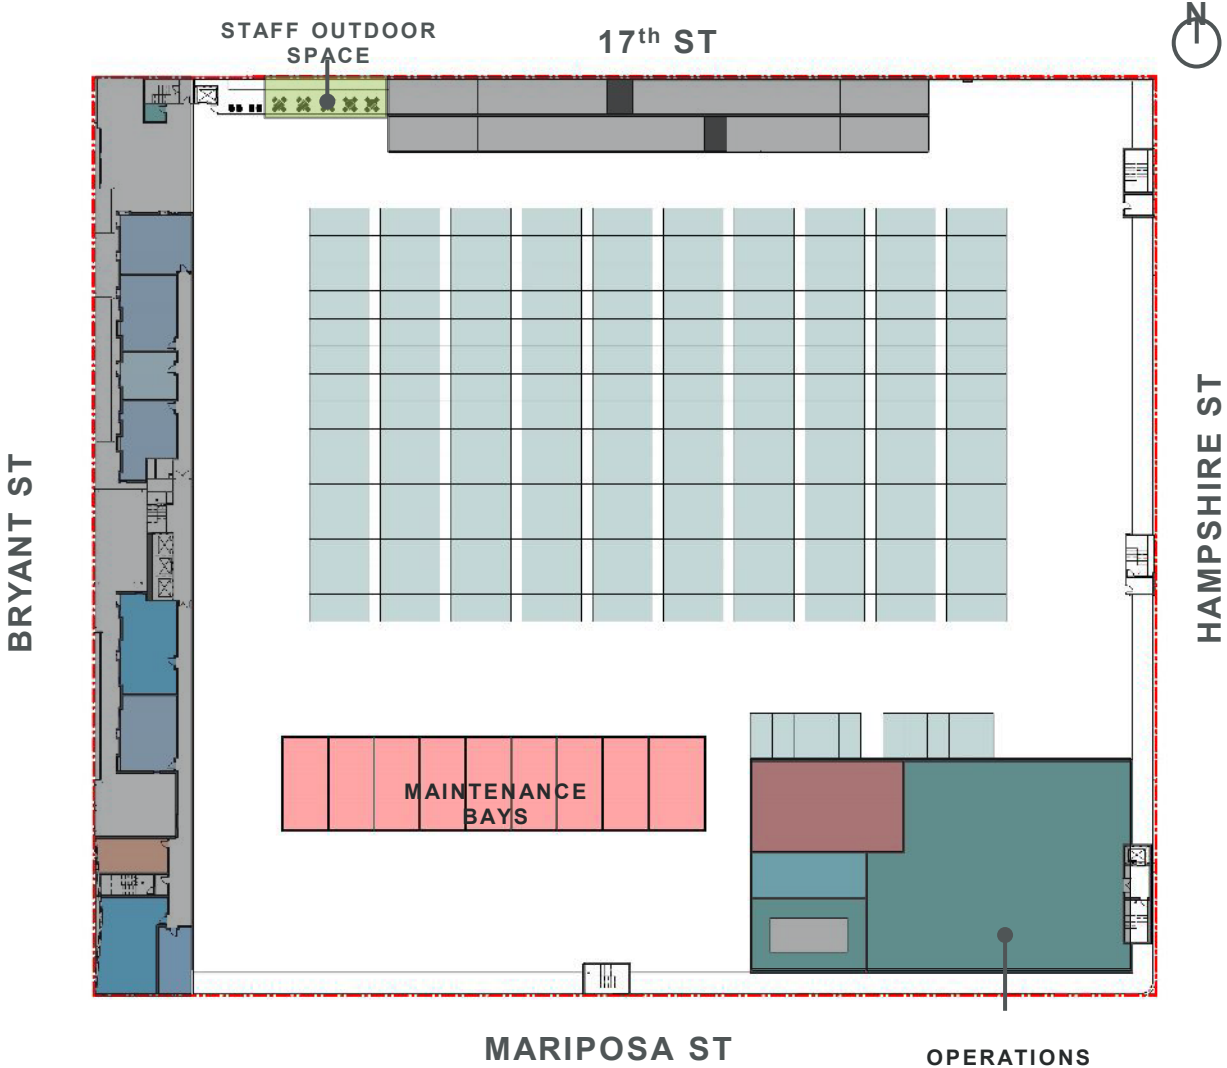 N
STAFF OUTDOOR
SPACE
17th ST
BRYANT ST
HAMPSHIRE ST
MAINTENANCE
BAYS
MARIPOSA ST
OPERATIONS